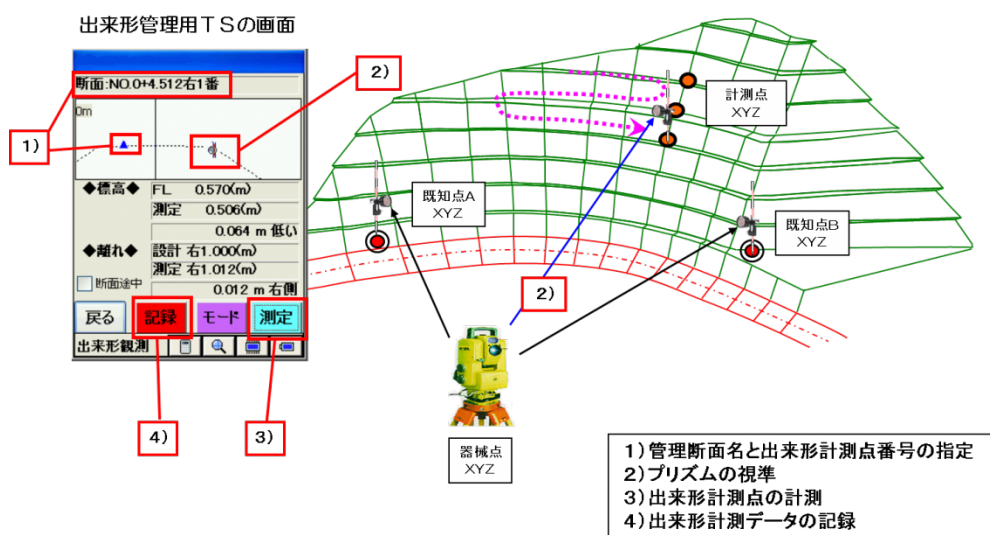 出来形管理用TSの画面
断面:NO.0+4.512右1番
0m
◆標高◆ FL 0.570(m)
測定 0.506(m)
0.064 m 低い
◆離れ◆ 設計 右1.000(m)
測定 右1.012(m)
断面途中 0.012 m 右側
戻る 記録 モード 測定
出来形観測
1)
2)
4)
3)
計測点
XYZ
既知点A
XYZ
既知点B
XYZ
2)
器械点
XYZ
1)管理断面名と出来形計測点番号の指定
2)プリズムの視準
3)出来形計測点の計測
4)出来形計測データの記録